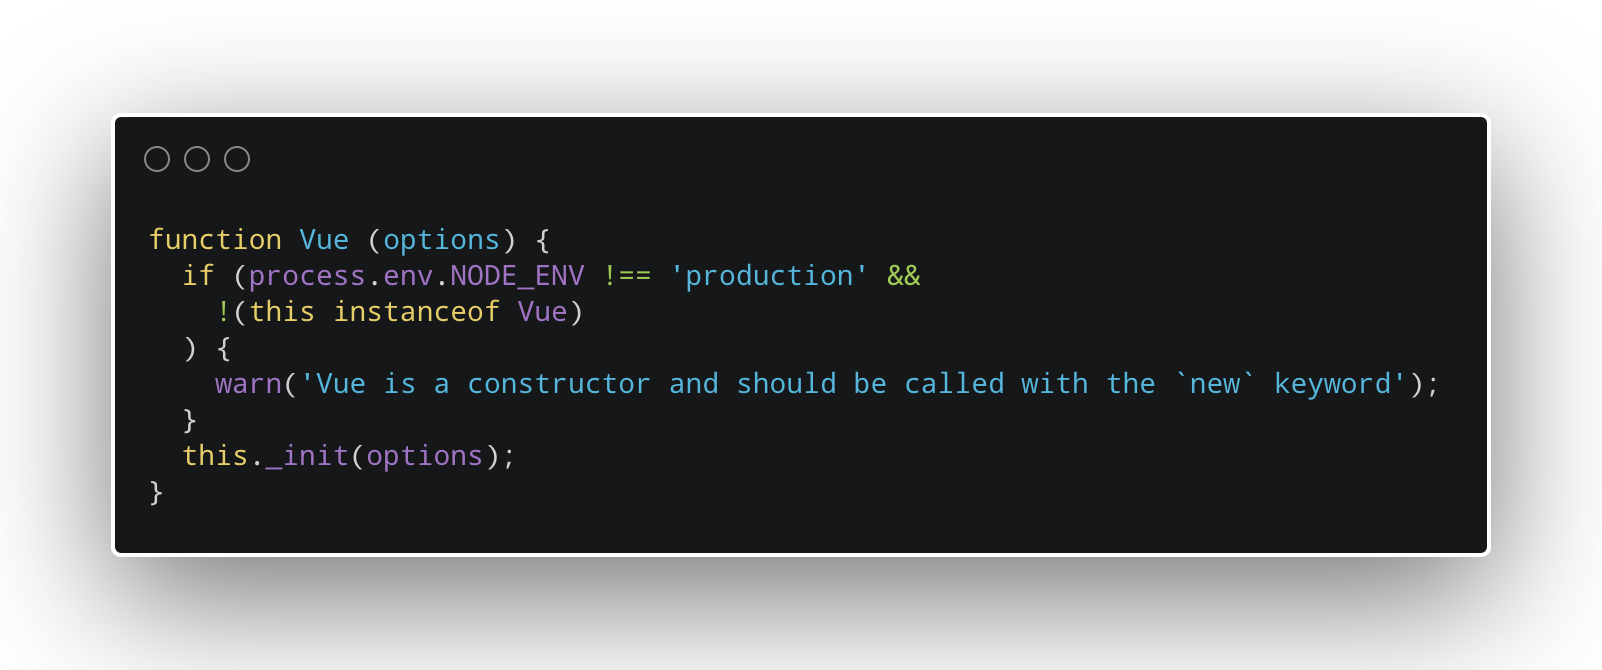 function Vue (options) {
  if (process.env.NODE_ENV !== 'production' &&
    !(this instanceof Vue)
  ) {
    warn('Vue is a constructor and should be called with the `new` keyword');
  }
  this._init(options);
}